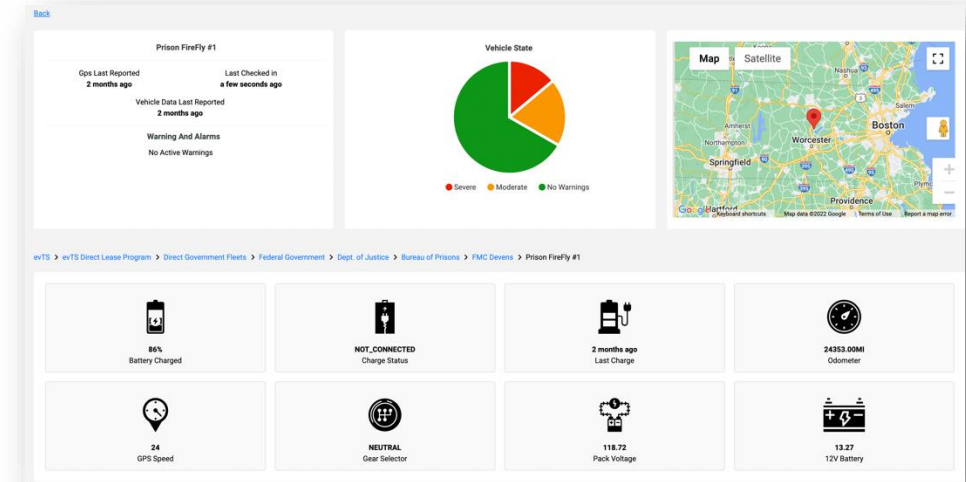 Back
Prison FireFly #1
Gps Last Reported
2 months ago
Last Checked in
a few seconds ago
Vehicle Data Last Reported
2 months ago
Warning And Alarms
No Active Warnings
Vehicle State
Severe
Moderate
No Warnings
Map
Satellite
Keene
Nashua
Salem
Amherst
Northampton
Worcester
Boston
Springfield
Plymo
Providence
Hartford
Google
Keyboard shortcuts
Map data ©2022 Google
Terms of Use
Report a map error
evTS > evTS Direct Lease Program > Direct Government Fleets > Federal Government > Dept. of Justice > Bureau of Prisons > FMC Devens > Prison FireFly #1
86%
Battery Charged
NOT_CONNECTED
Charge Status
2 months ago
Last Charge
24353.00MI
Odometer
24
GPS Speed
NEUTRAL
Gear Selector
118.72
Pack Voltage
13.27
12V Battery